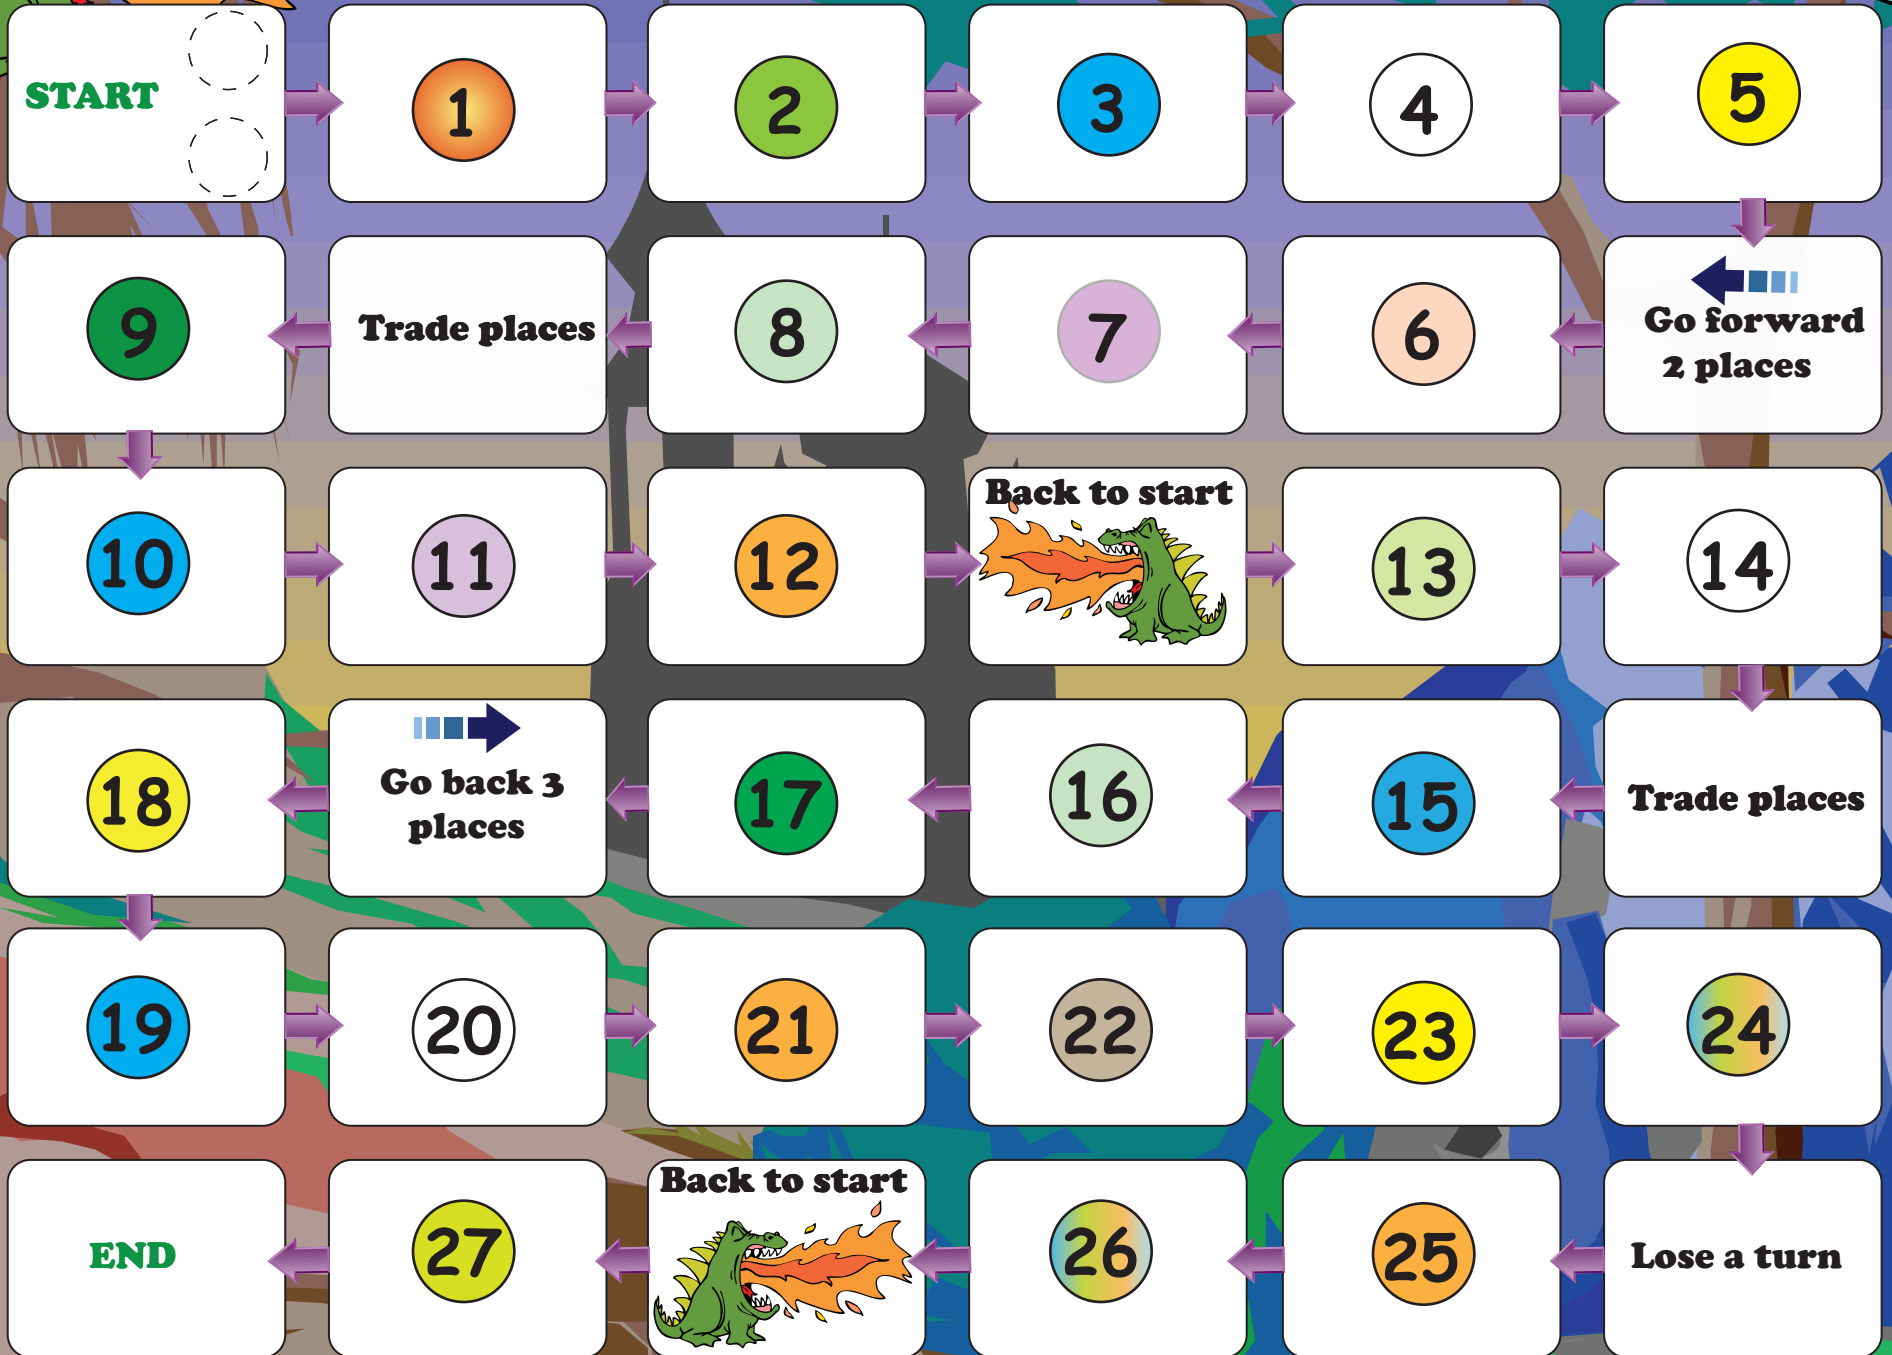 START
1
2
3
4
5
9
Trade places
8
7
6
Go forward
2 places
10
11
12
Back to start
13
14
18
Go back 3
places
17
16
15
Trade places
19
20
21
22
23
24
END
27
Back to start
26
25
Lose a turn